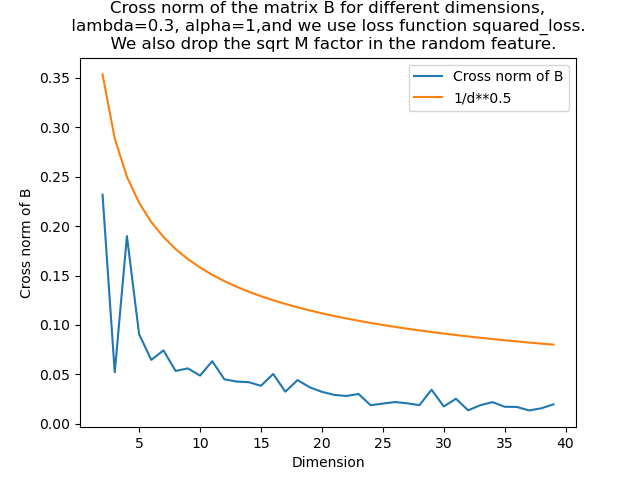 Cross norm of the matrix B for different dimensions,
lambda=0.3, alpha=1,and we use loss function squared_loss.
We also drop the sqrt M factor in the random feature.
Cross norm of B
1/d**0.5
Cross norm of B
0.35
0.30
0.25
0.20
0.15
0.10
0.05
0.00
5 10 15 20 25 30 35 40
Dimension